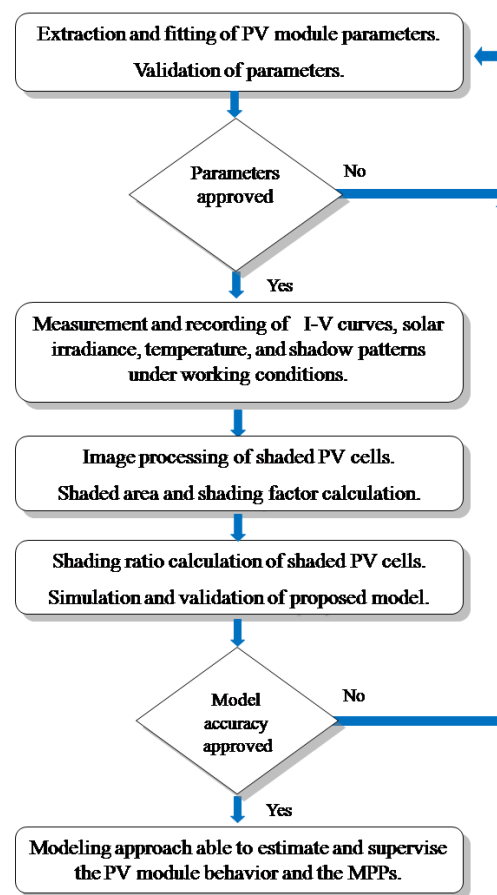 Extraction and fitting of PV module parameters.
Validation of parameters.
Parameters
approved
No
Yes
Measurement and recording of I-V curves, solar
irradiance, temperature, and shadow patterns
under working conditions.
Image processing of shaded PV cells.
Shaded area and shading factor calculation.
Shading ratio calculation of shaded PV cells.
Simulation and validation of proposed model.
Model
accuracy
approved
No
Yes
Modeling approach able to estimate and supervise
the PV module behavior and the MPPs.